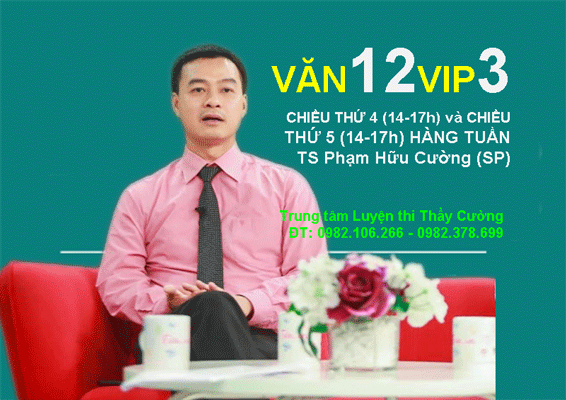 VĂN12VIP3
CHIỀU THỨ 4 (14-17h) và CHIỀU
THỨ 5 (14-17h) HÀNG TUẦN
TS Phạm Hữu Cường (SP)
Trung tâm Luyện thi Thầy Cường
ĐT: 0982.106.266 - 0982.378.699